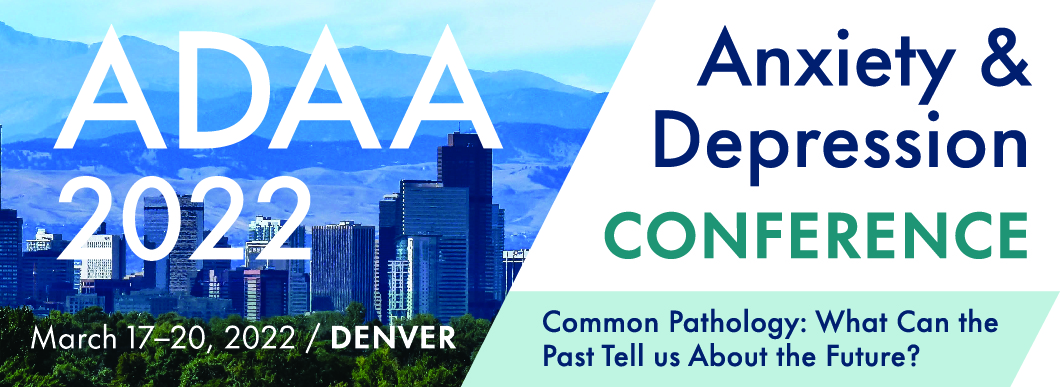 ADAA
2022
March 17–20, 2022 / DENVER
Anxiety &
Depression
CONFERENCE
Common Pathology: What Can the
Past Tell us About the Future?